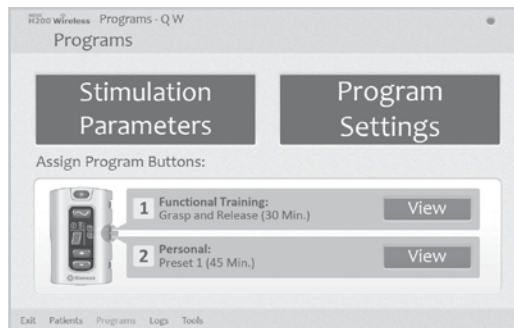 H200 Wireless Programs - Q W
Programs
Stimulation
Parameters
Program
Settings
Assign Program Buttons:
1 Functional Training:
Grasp and Release (30 Min.)
View
2 Personal:
Preset 1 (45 Min.)
View
Exit Patients Programs Logs Tools